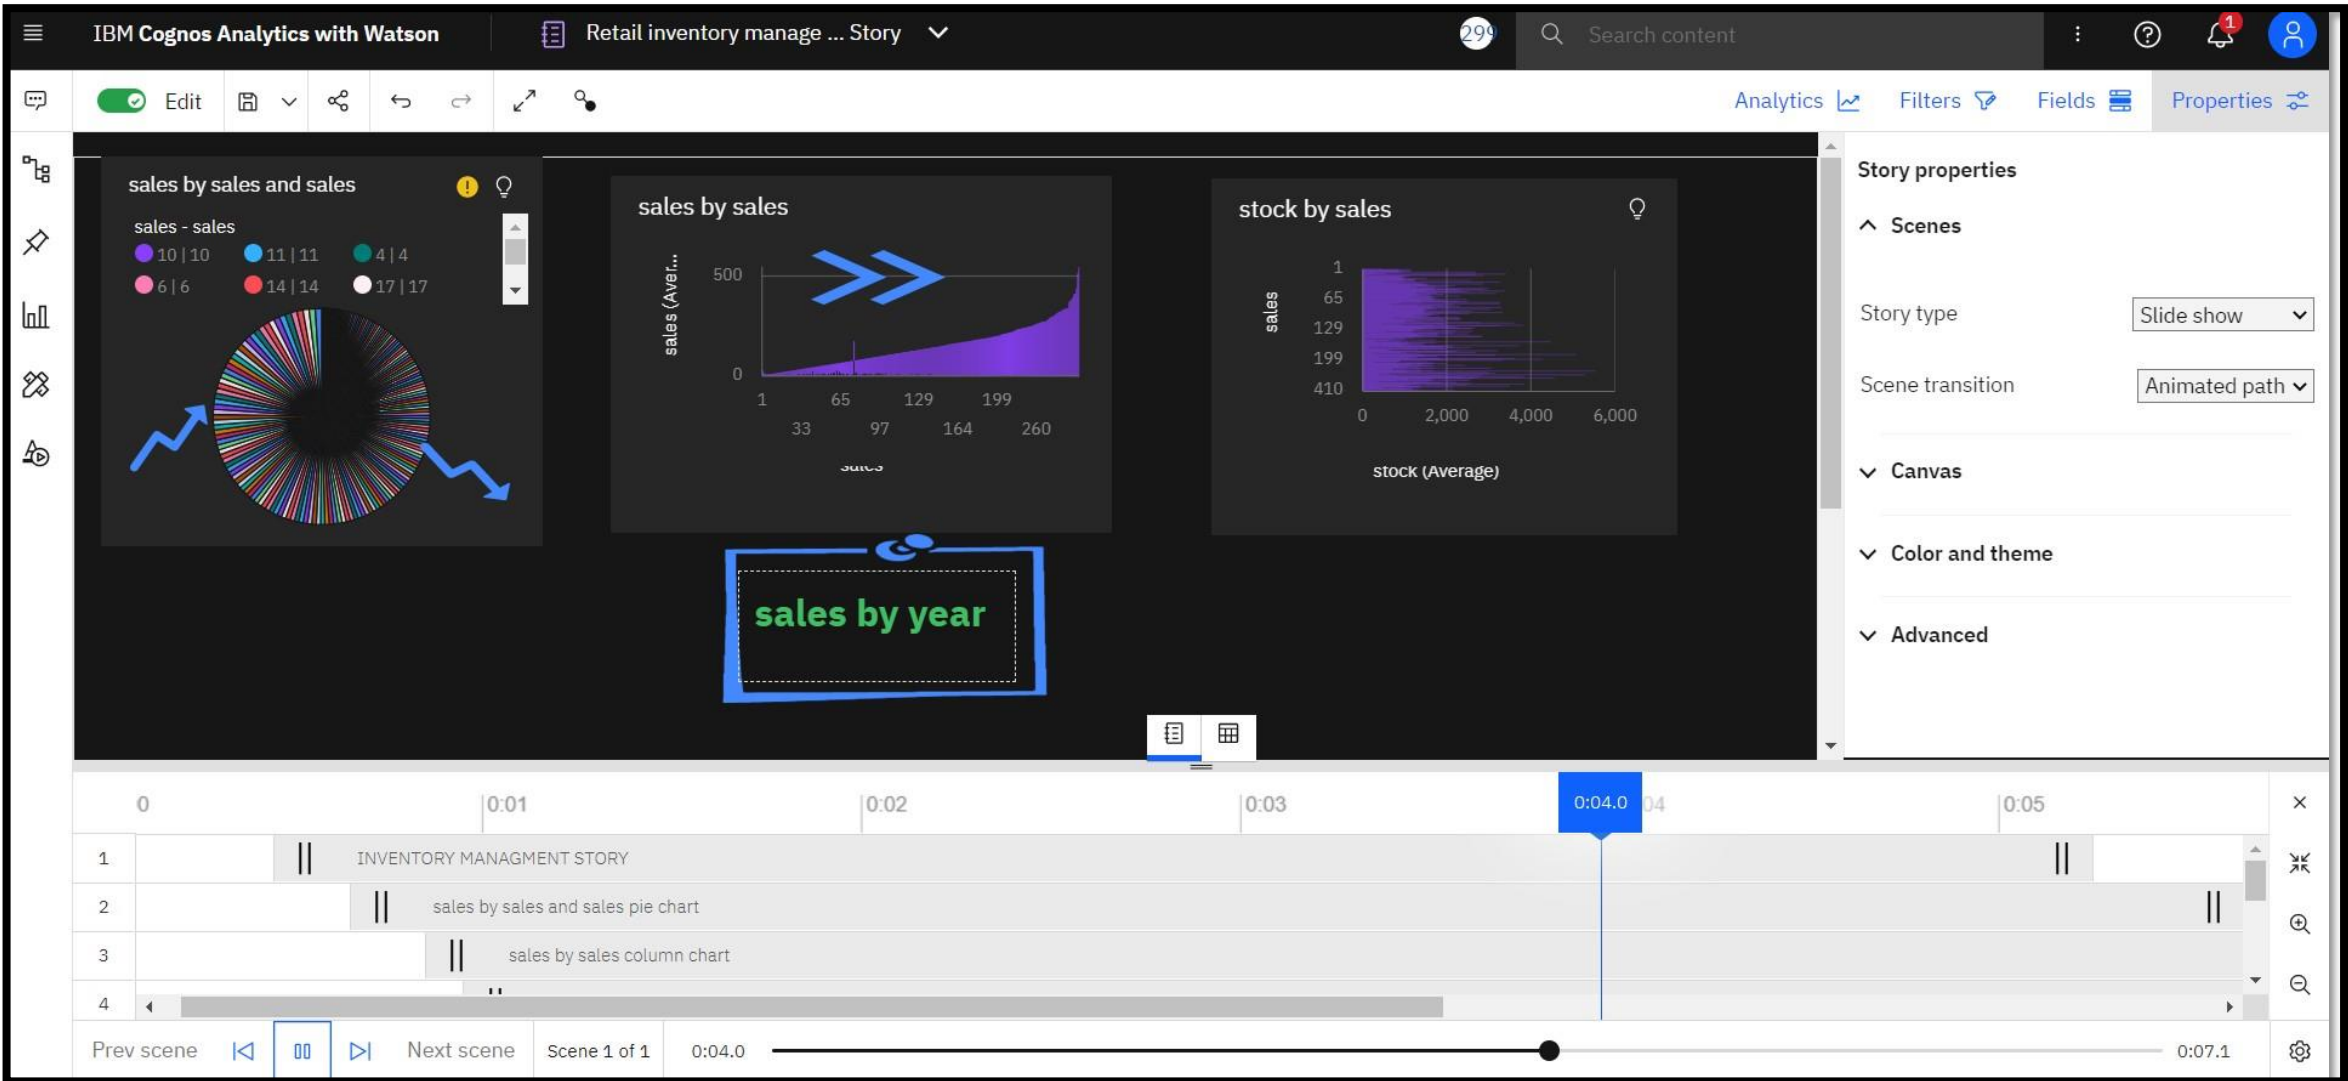 IBM Cognos Analytics with Watson
Retail inventory manage ... Story
299
Search content
1
Edit
Analytics
Filters
Fields
Properties
sales by sales and sales
sales - sales
10 | 10
11 | 11
4 | 4
6 | 6
14 | 14
17 | 17
sales by sales
sales (Aver...
500
0
1
65
129
199
33
97
164
260
sales
stock by sales
sales
1
65
129
199
410
0
2,000
4,000
6,000
stock (Average)
sales by year
Story properties
Scenes
Story type
Slide show
Scene transition
Animated path
Canvas
Color and theme
Advanced
0
0:01
0:02
0:03
0:04.0
04
0:05
1
INVENTORY MANAGMENT STORY
2
sales by sales and sales pie chart
3
sales by sales column chart
4
Prev scene
Next scene
Scene 1 of 1
0:04.0
0:07.1